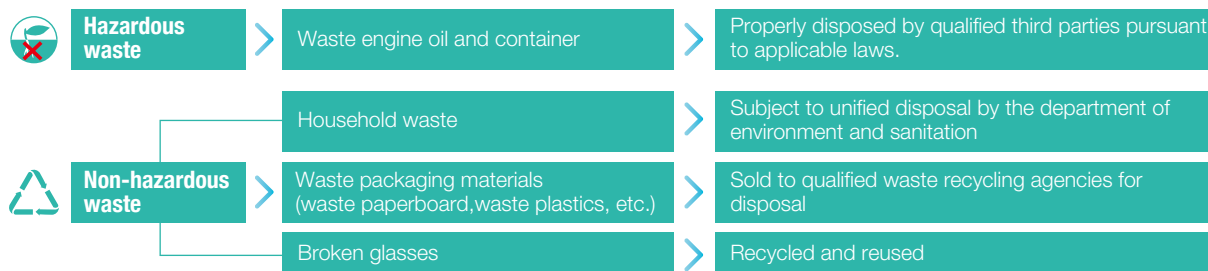 Hazardous
waste
Waste engine oil and container
Properly disposed by qualified third parties pursuant
to applicable laws.
Household waste
Subject to unified disposal by the department of
environment and sanitation
Non-hazardous
waste
Waste packaging materials
(waste paperboard,waste plastics, etc.)
Sold to qualified waste recycling agencies for
disposal
Broken glasses
Recycled and reused